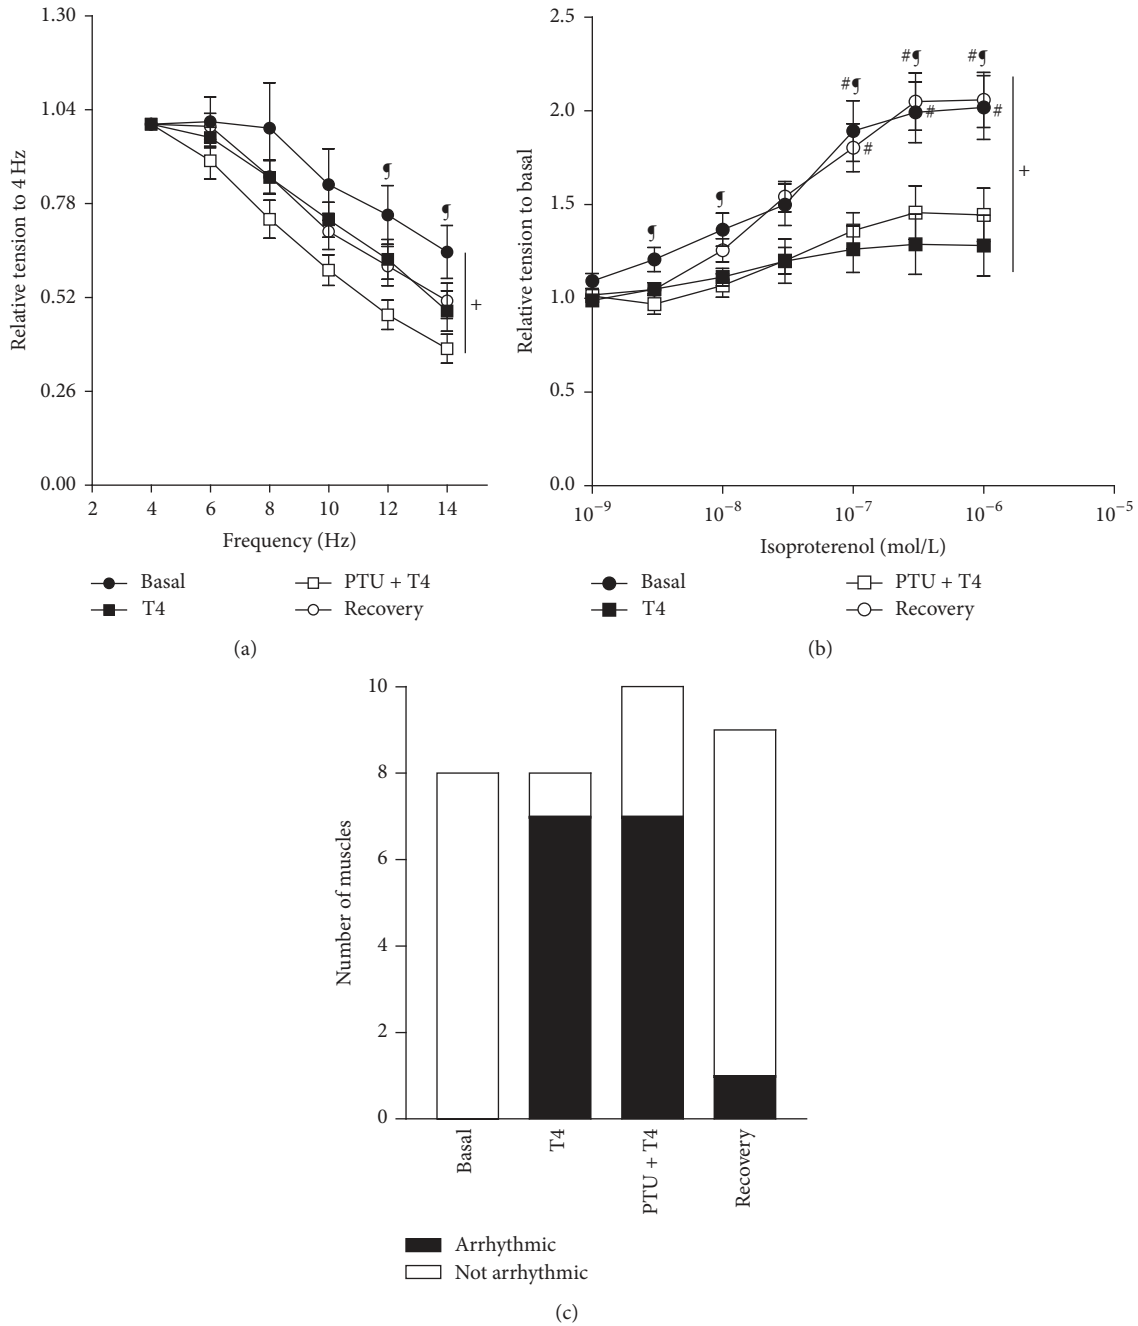 1.30
1.04
0.78
0.52
0.26
0.00
2 4 6 8 10 12 14
Relative tension to 4 Hz
Frequency (Hz)
¶
¶
+
Basal
T4
PTU + T4
Recovery
(a)
2.5
2.0
1.5
1.0
0.5
0.0
10⁻⁹ 10⁻⁸ 10⁻⁷ 10⁻⁶ 10⁻⁵
Relative tension to basal
Isoproterenol (mol/L)
¶
¶
#¶
#¶
#¶
#
#
#
+
Basal
T4
PTU + T4
Recovery
(b)
10
8
6
4
2
0
Number of muscles
Basal
T4
PTU + T4
Recovery
Arrhythmic
Not arrhythmic
(c)